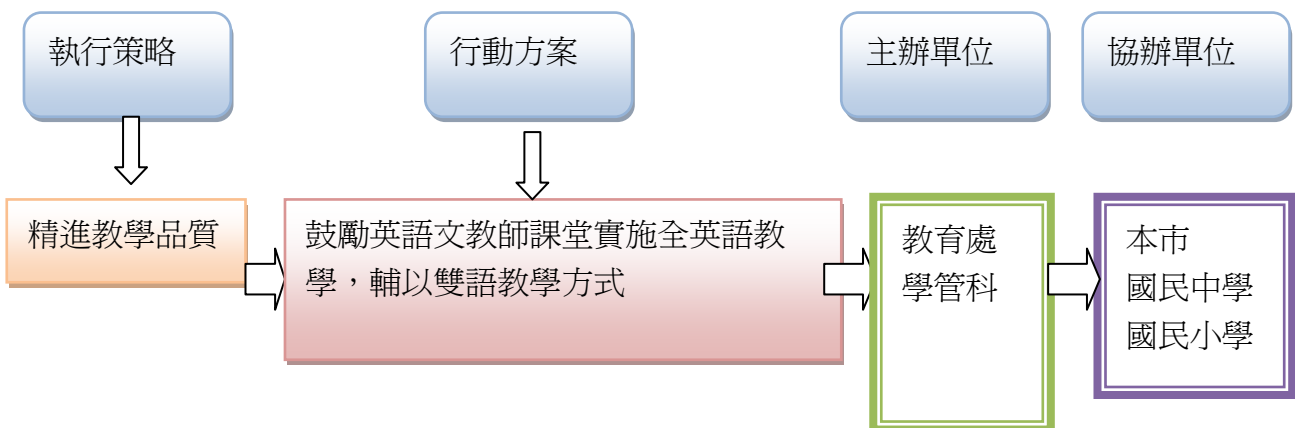 執行策略
行動方案
主辦單位
協辦單位
精進教學品質
鼓勵英語文教師課堂實施全英語教
學，輔以雙語教學方式
教育處
學管科
本市
國民中學
國民小學